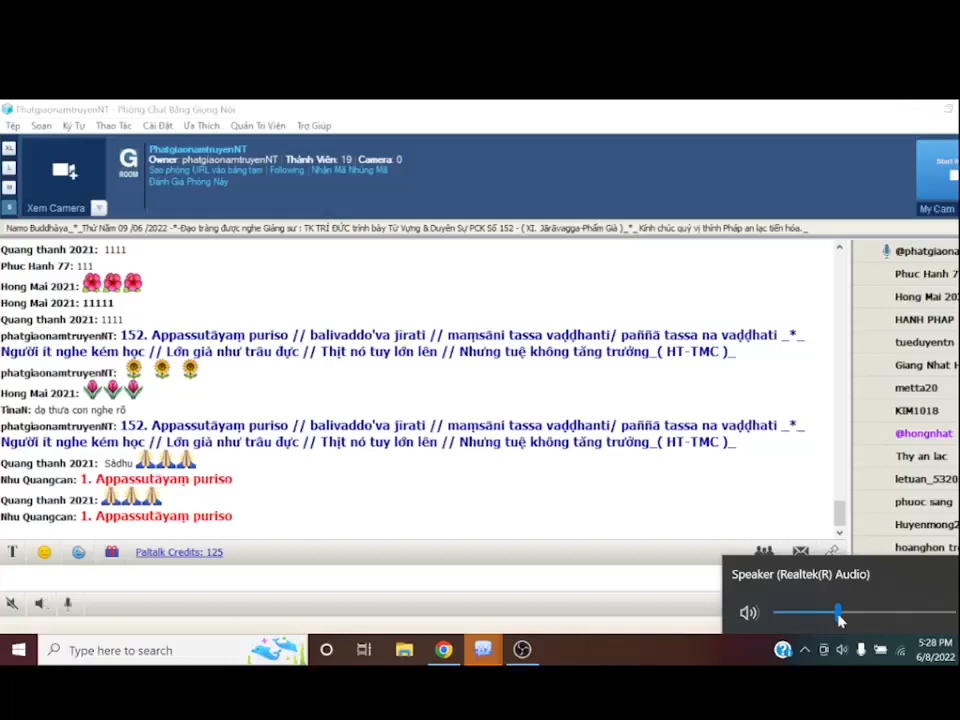 PhatgiaonamtruyenNT - Phòng Chat Bằng Giọng Nói
Tệp Soạn Ký Tự Thao Tác Cài Đặt Ưa Thích Quản Trị Viên Trợ Giúp
XL
L
M
S
G
ROOM
PhatgiaonamtruyenNT
Owner: phatgiaonamtruyenNT | Thành Viên: 19 | Camera: 0
Sao phỏng URL vào bảng tạm | Following | Nhận Mã Nhúng Mã
Đánh Giá Phòng Này
Xem Camera
Start
My Cam
Namo Buddhàya_*_Thứ Năm 09 /06 /2022 -*-Đạo tràng được nghe Giảng sư : TK TRÍ ĐỨC trình bày Từ Vựng & Duyên Sự PCK Số 152 - ( XI. Jāravagga-Phẩm Già )_*_Kính chúc quý vị thính Pháp an lạc tiến hóa._
Quang thanh 2021: 1111
Phuc Hanh 77: 111
Hong Mai 2021:
Hong Mai 2021: 11111
Quang thanh 2021: 1111
phatgiaonamtruyenNT: 152. Appassutāyaṃ puriso // balivaddo'va jīrati // maṃsāni tassa vaḍḍhanti/ paññā tassa na vaḍḍhati _*_
Người ít nghe kém học // Lớn già như trâu đực // Thịt nó tuy lớn lên // Nhưng tuệ không tăng trưởng_( HT-TMC )_
phatgiaonamtruyenNT:
Hong Mai 2021:
TinaN: dạ thưa con nghe rõ
phatgiaonamtruyenNT: 152. Appassutāyaṃ puriso // balivaddo'va jīrati // maṃsāni tassa vaḍḍhanti/ paññā tassa na vaḍḍhati _*_
Người ít nghe kém học // Lớn già như trâu đực // Thịt nó tuy lớn lên // Nhưng tuệ không tăng trưởng_( HT-TMC )_
Quang thanh 2021: Sàdhu
Nhu Quangcan: 1. Appassutāyaṃ puriso
Quang thanh 2021:
Nhu Quangcan: 1. Appassutāyaṃ puriso
@phatgiaona
Phuc Hanh 7
Hong Mai 202
HANH PHAP
tueduyentn
Giang Nhat H
metta20
KIM1018
@hongnhat
Thy an lac
letuan_5320
phuoc sang
Huyenmong2
hoanghon tr
T
Paltalk Credits: 125
Speaker (Realtek(R) Audio)
Type here to search
5:28 PM
6/8/2022